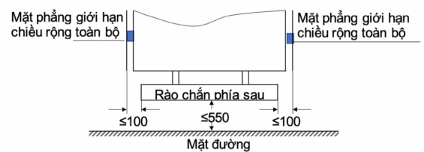 Mặt phẳng giới hạn
chiều rộng toàn bộ
Mặt phẳng giới hạn
chiều rộng toàn bộ
Rào chắn phía sau
≤100
≤550
≤100
Mặt đường